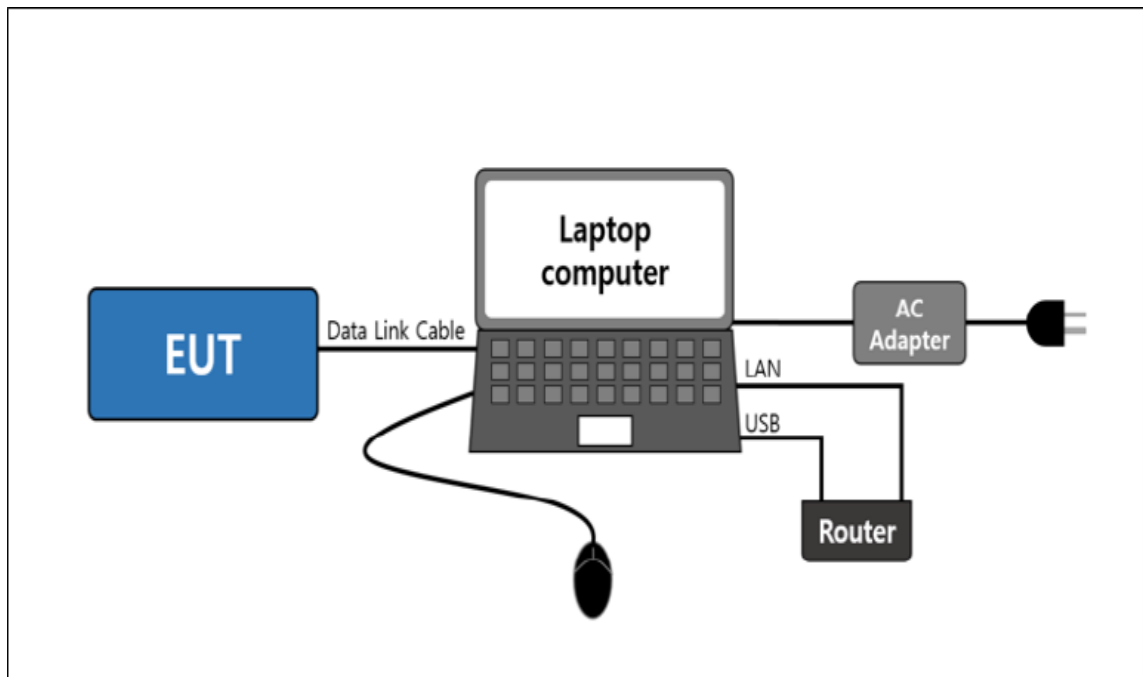 Laptop
computer
EUT
Data Link Cable
AC
Adapter
LAN
USB
Router